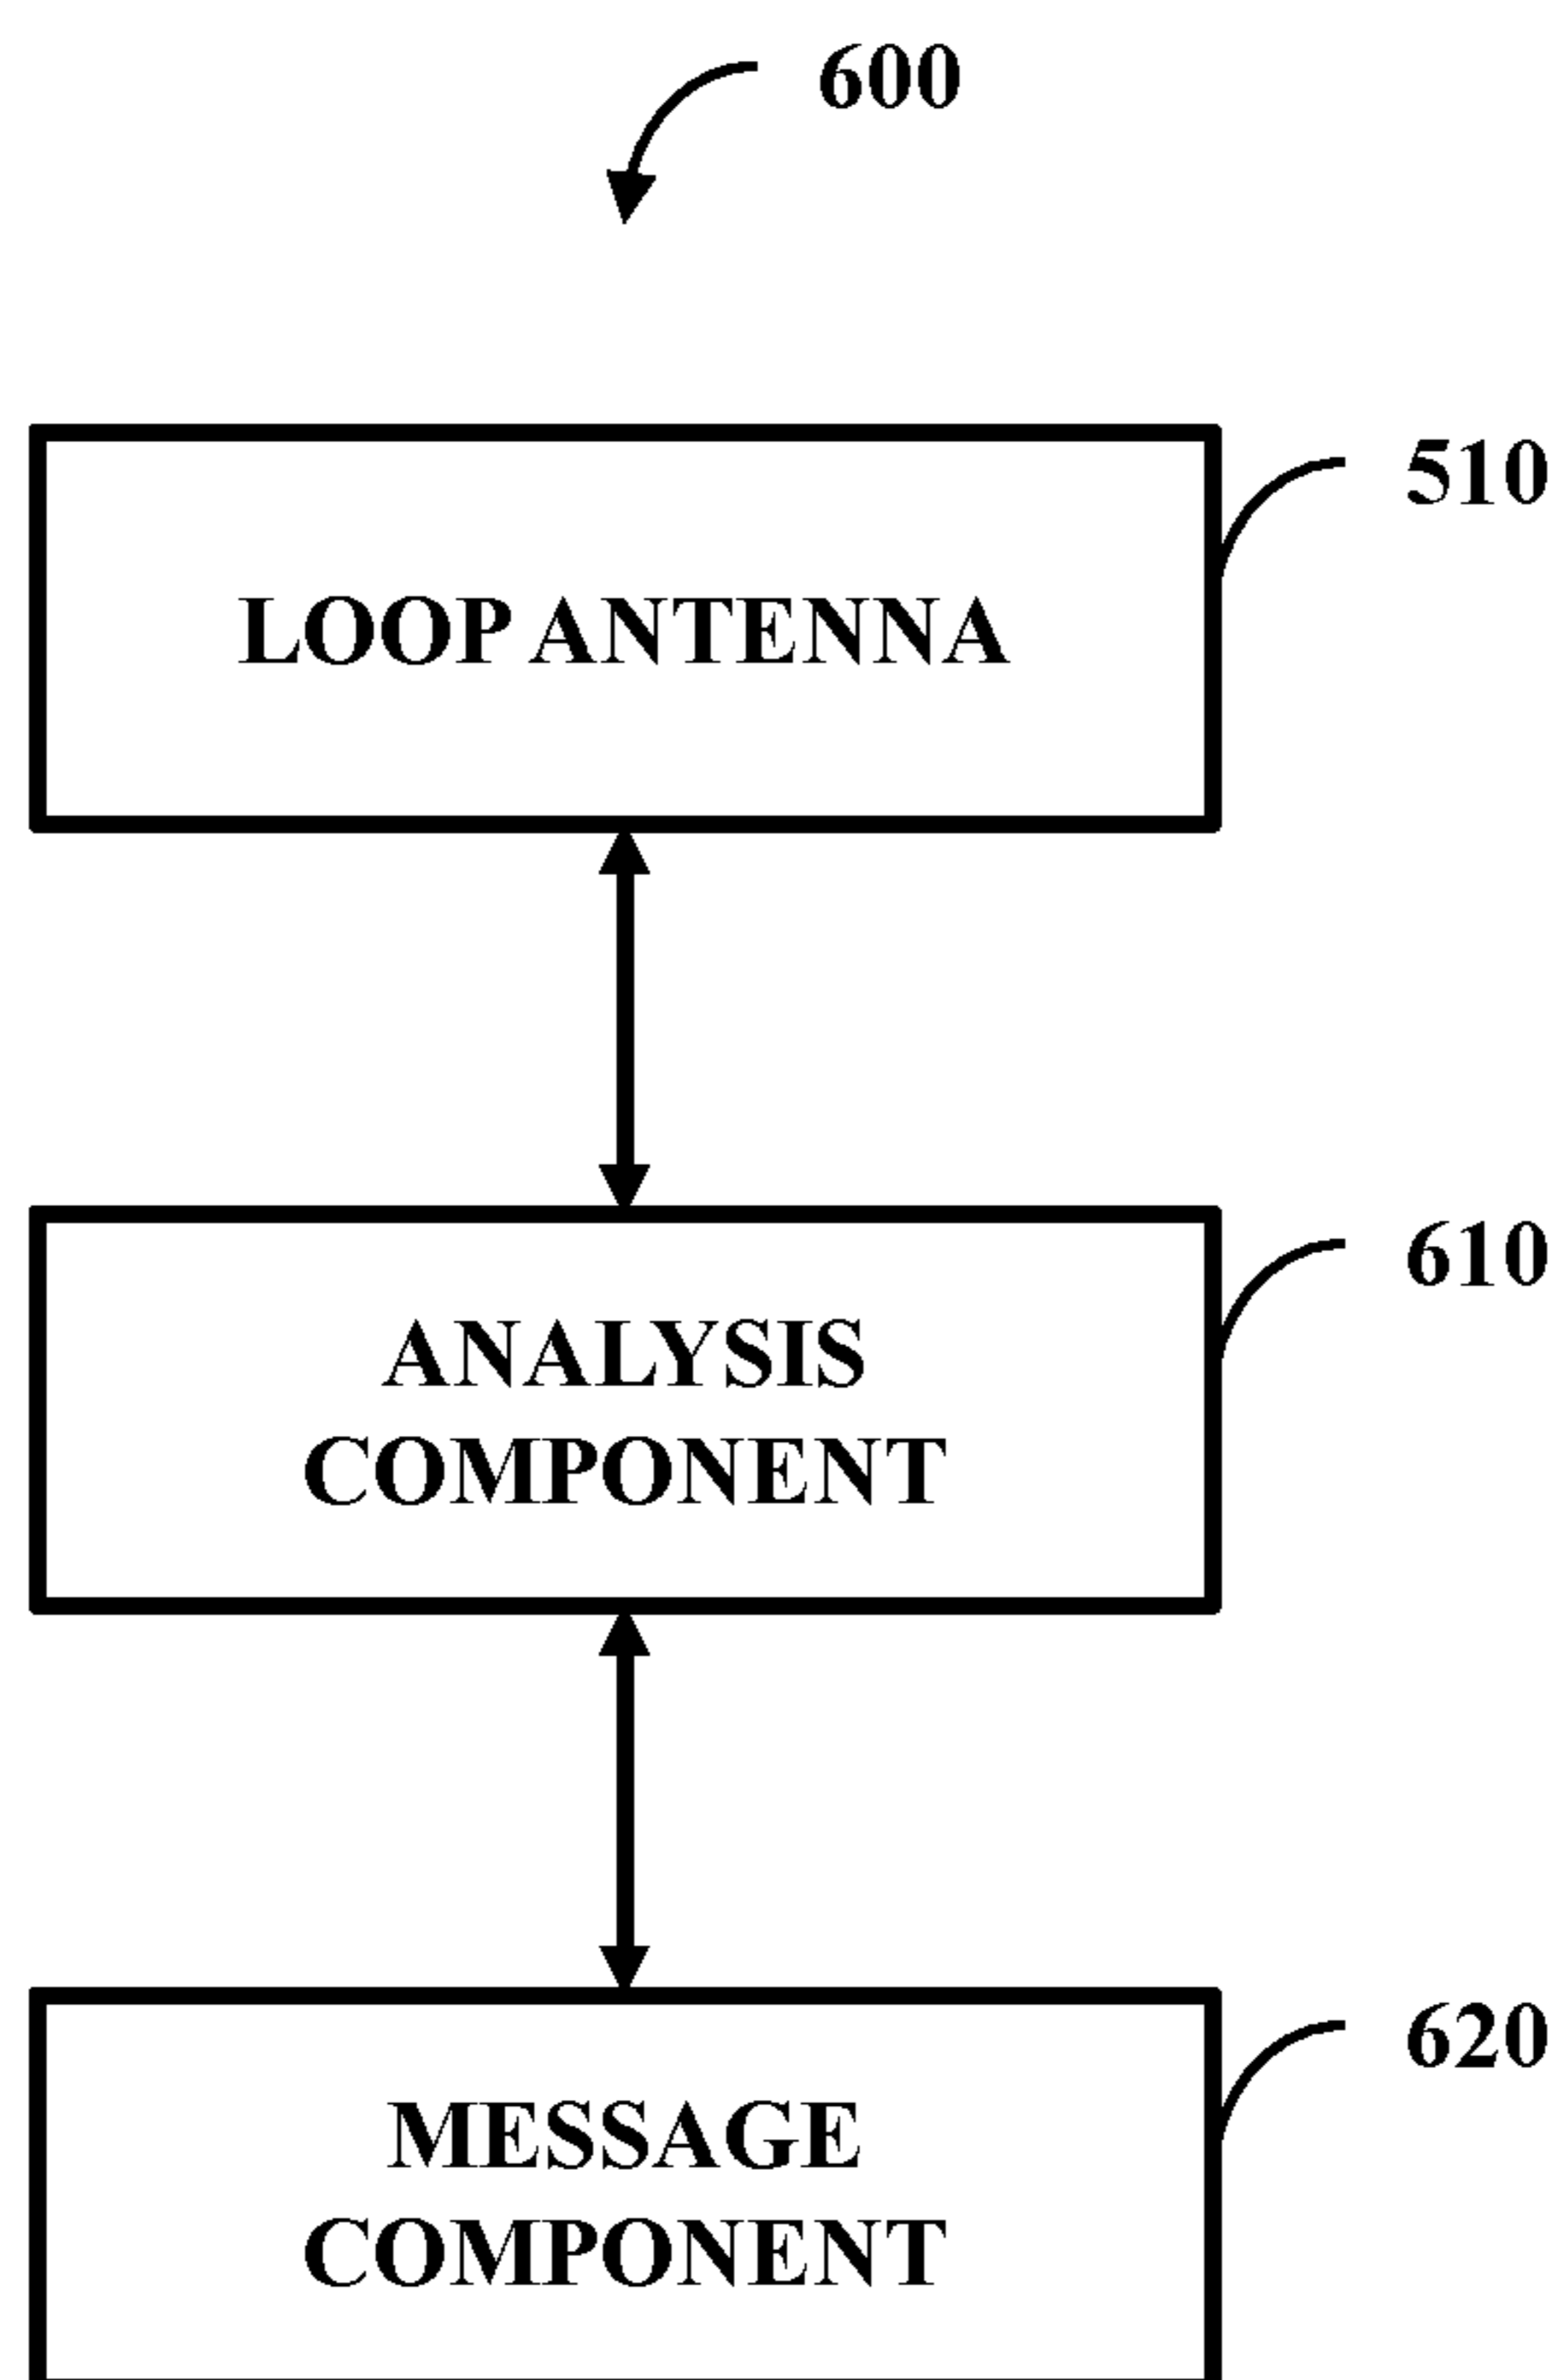 600
510
LOOP ANTENNA
610
ANALYSIS
COMPONENT
620
MESSAGE
COMPONENT